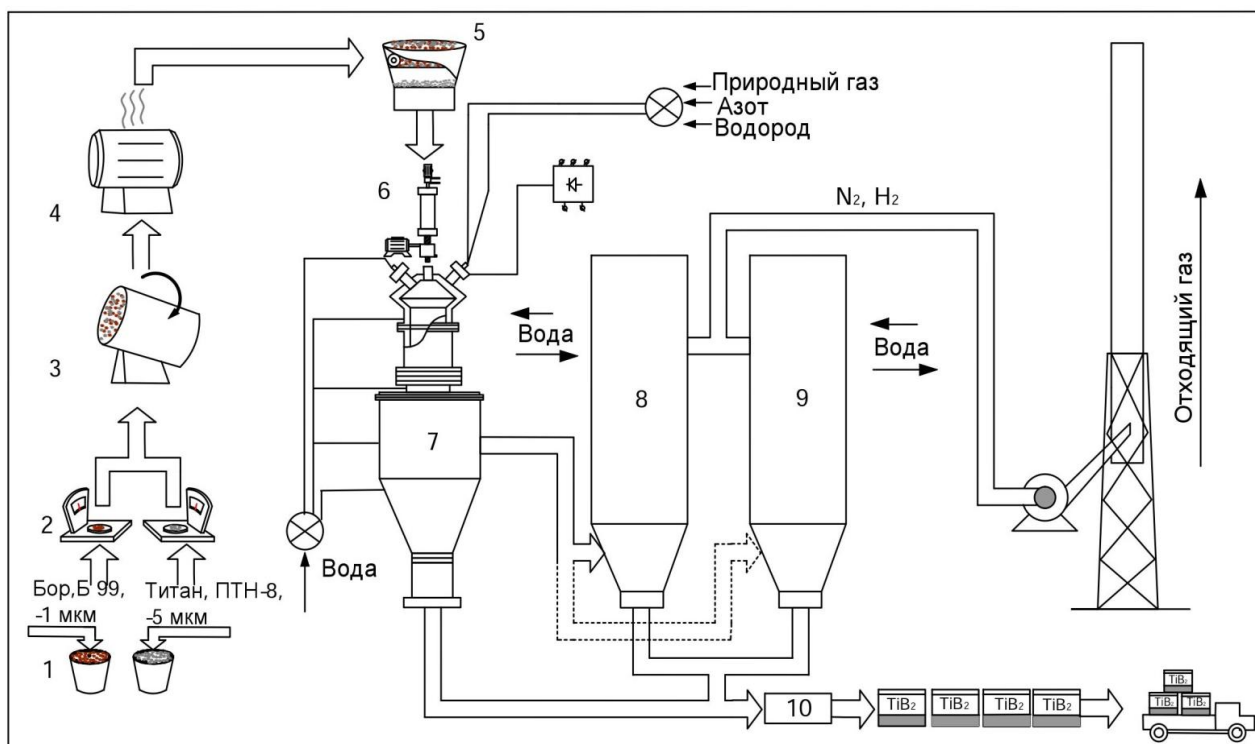 5
Природный газ
Азот
Водород
4
6
N₂, H₂
3
Вода
Вода
8
9
7
Отходящий газ
2
Вода
Бор,Б 99,
-1 мкм
Титан, ПТН-8,
-5 мкм
1
10
TiB₂
TiB₂
TiB₂
TiB₂
TiB₂
TiB₂
TiB₂